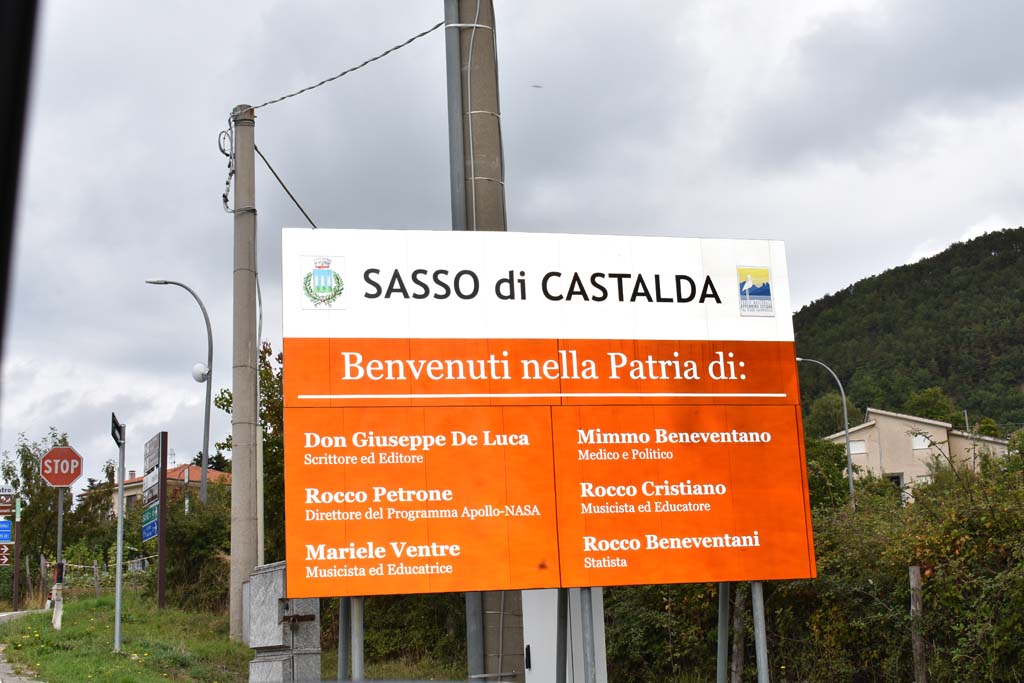 SASSO di CASTALDA
Benvenuti nella Patria di:
Don Giuseppe De Luca
Scrittore ed Editore
Rocco Petrone
Direttore del Programma Apollo-NASA
Mariele Ventre
Musicista ed Educatrice
Mimmo Beneventano
Medico e Politico
Rocco Cristiano
Musicista ed Educatore
Rocco Beneventani
Statista
STOP